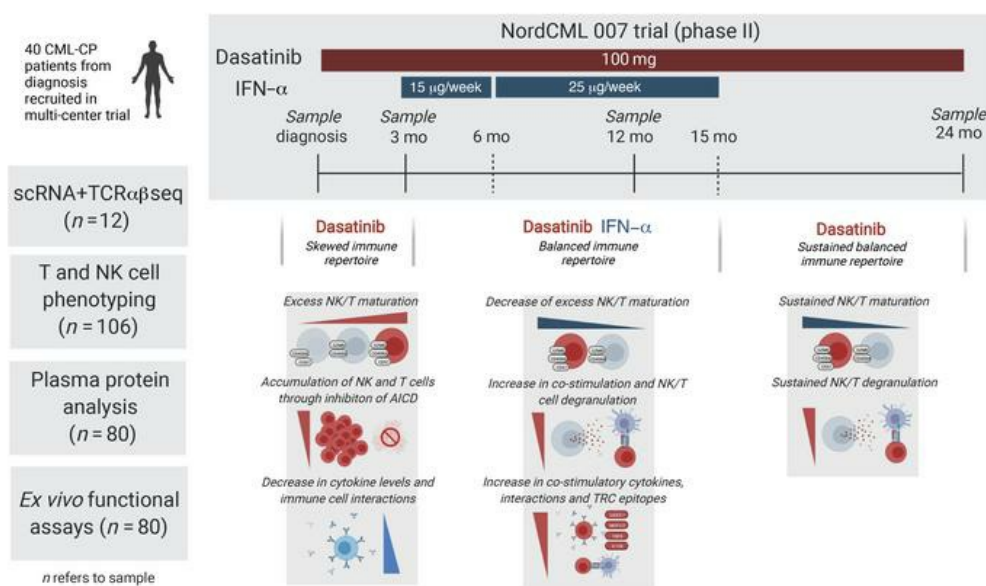 NordCML 007 trial (phase II)
40 CML-CP
patients from
diagnosis
recruited in
multi-center trial
Dasatinib
100 mg
IFN-α
15 μg/week
25 μg/week
Sample
diagnosis
Sample
3 mo
6 mo
Sample
12 mo
15 mo
Sample
24 mo
scRNA+TCRαβseq
(n=12)
T and NK cell
phenotyping
(n=106)
Plasma protein
analysis
(n=80)
Ex vivo functional
assays (n=80)
n refers to sample
Dasatinib
Skewed immune
repertoire
Excess NK/T maturation
Accumulation of NK and T cells
through inhibiton of AICD
Decrease in cytokine levels and
immune cell interactions
Dasatinib IFN-α
Balanced immune
repertoire
Decrease of excess NK/T maturation
Increase in co-stimulation and NK/T
cell degranulation
Increase in co-stimulatory cytokines,
interactions and TRC epitopes
Dasatinib
Sustained balanced
immune repertoire
Sustained NK/T maturation
Sustained NK/T degranulation